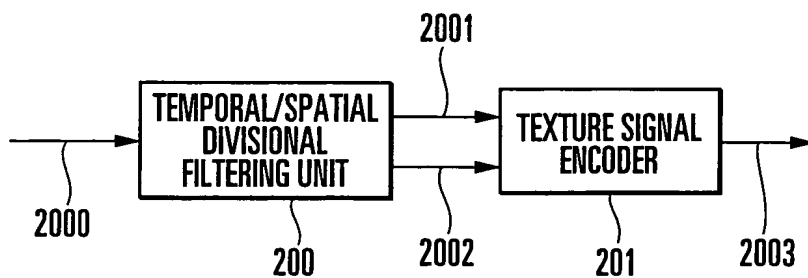 2001
TEMPORAL/SPATIAL
DIVISIONAL
FILTERING UNIT
TEXTURE SIGNAL
ENCODER
2000
200
2002
201
2003